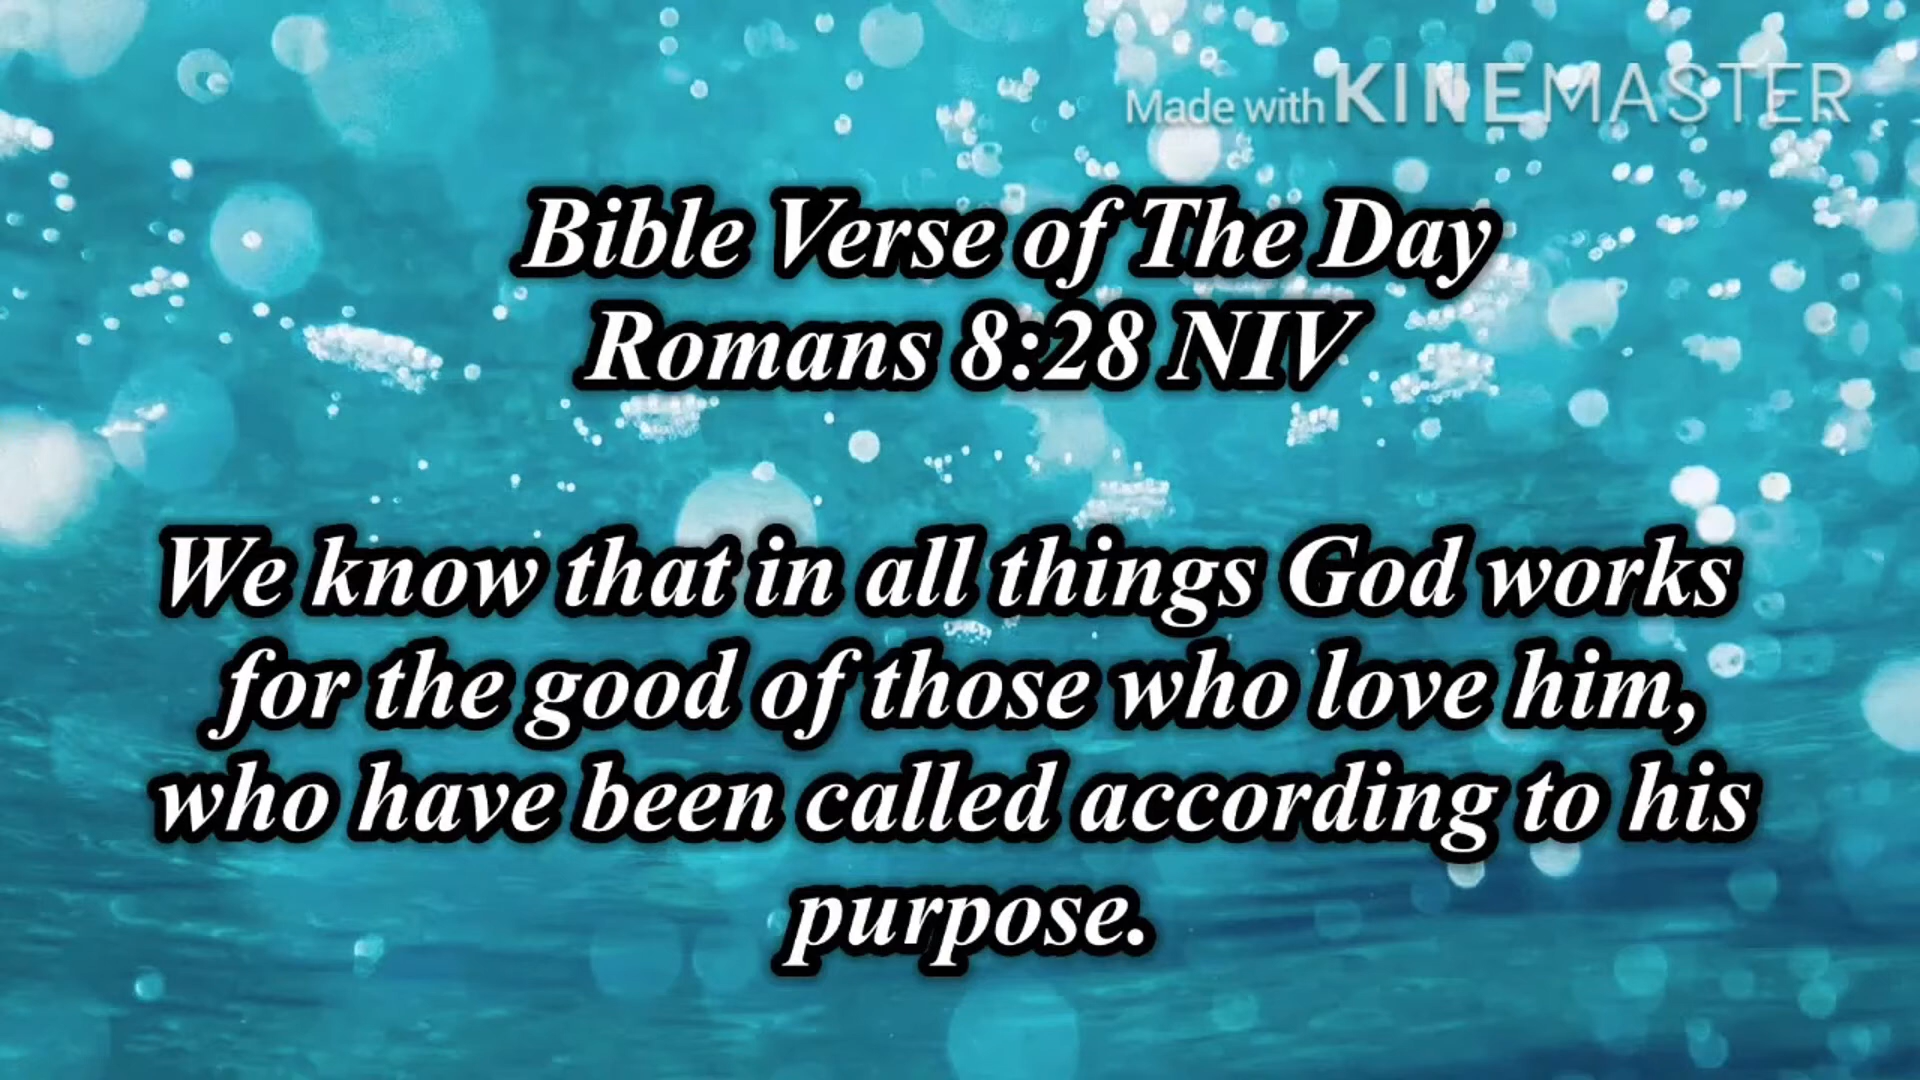 Made with KINEMASTER
Bible Verse of The Day
Romans 8:28 NIV
We know that in all things God works
for the good of those who love him,
who have been called according to his
purpose.